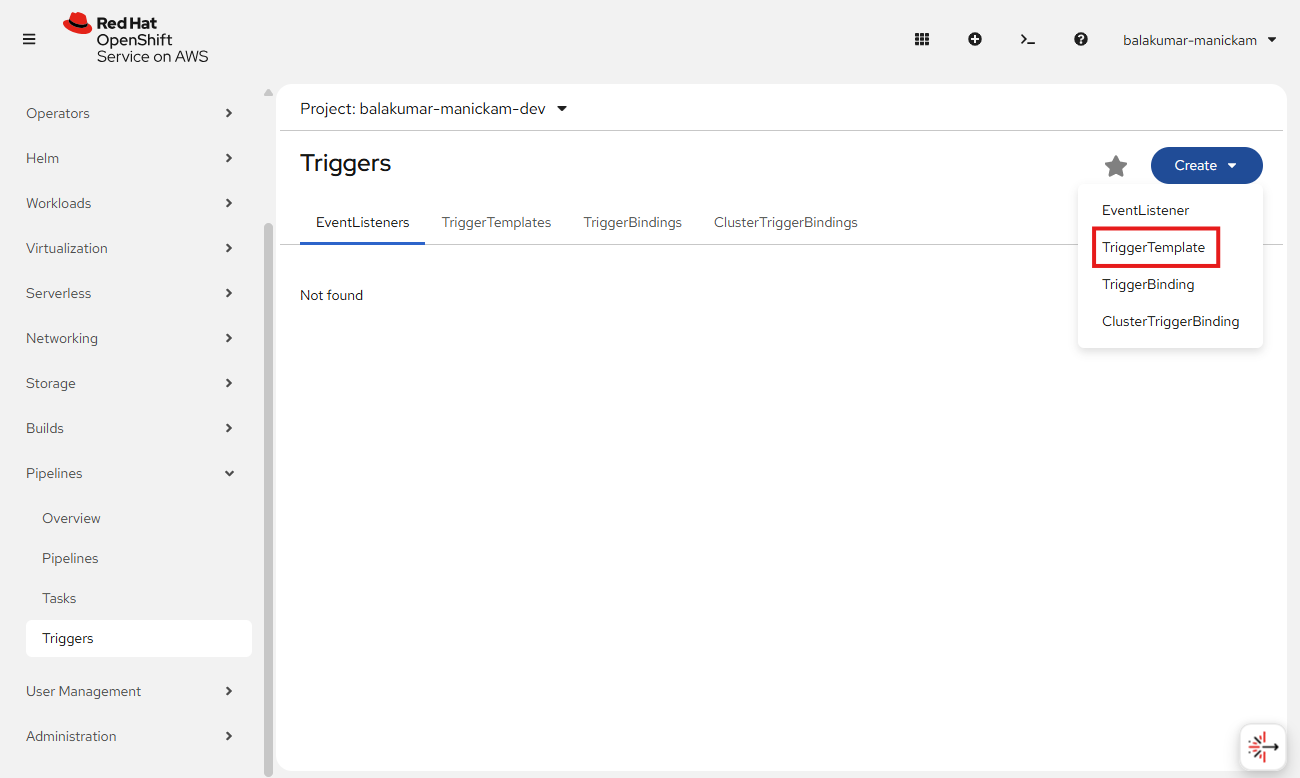 Red Hat
OpenShift
Service on AWS
balakumar-manickam
Operators
Helm
Workloads
Virtualization
Serverless
Networking
Storage
Builds
Pipelines
Overview
Pipelines
Tasks
Triggers
User Management
Administration
Project: balakumar-manickam-dev
Triggers
Create
EventListeners TriggerTemplates TriggerBindings ClusterTriggerBindings
Not found
EventListener
TriggerTemplate
TriggerBinding
ClusterTriggerBinding